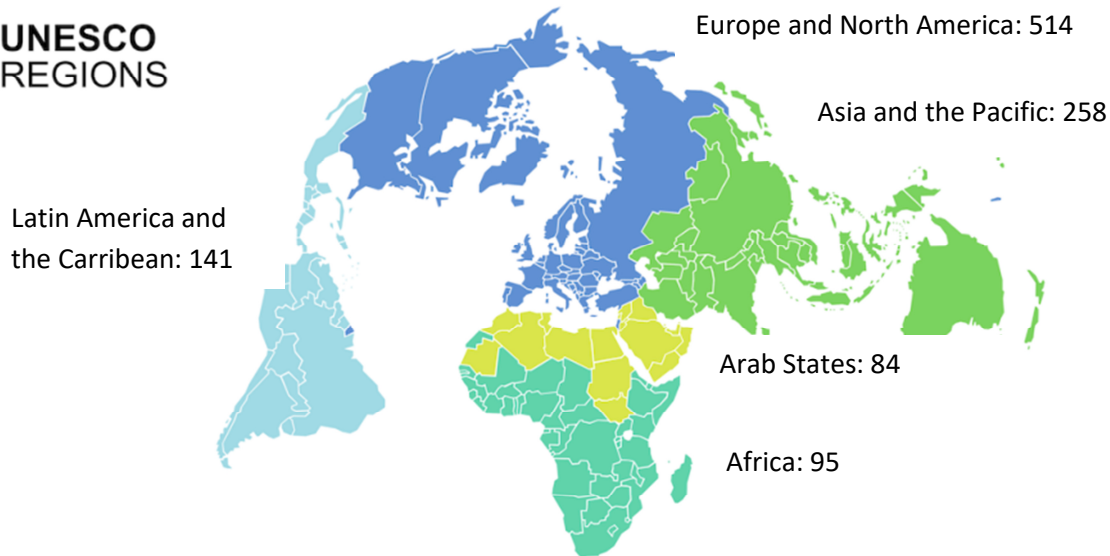 UNESCO
REGIONS
Europe and North America: 514
Asia and the Pacific: 258
Latin America and
the Carribean: 141
Arab States: 84
Africa: 95